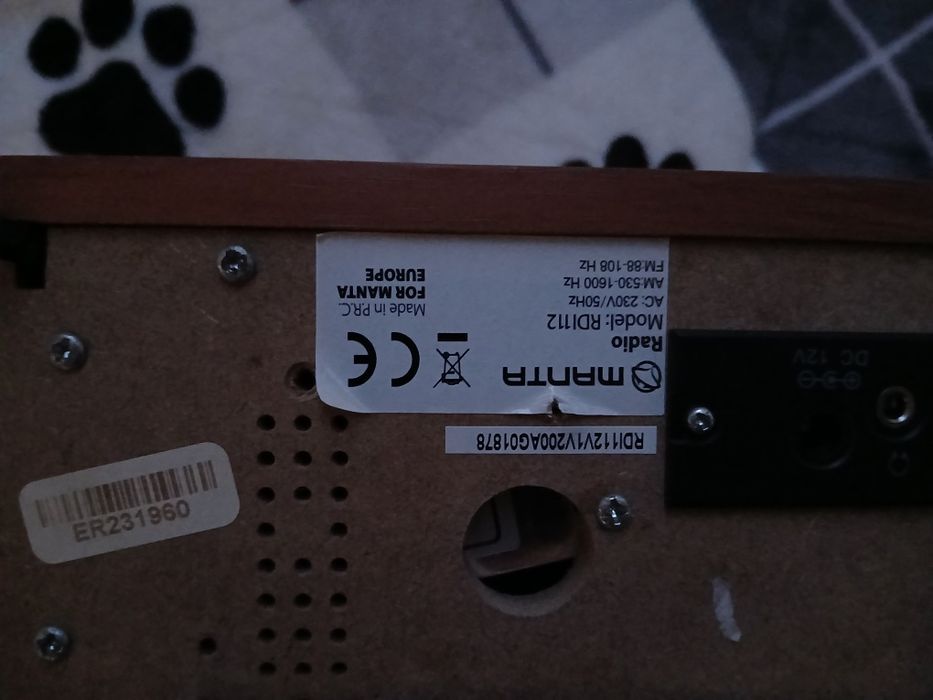 MANTA
Radio
Model: RDI112
AC: 230V/50Hz
AM:530-1600 Hz
FM:88-108 Hz
CE
Made in P.R.C.
FOR MANTA
EUROPE
RDI112V1V200AG01878
DC 12V
ER231960